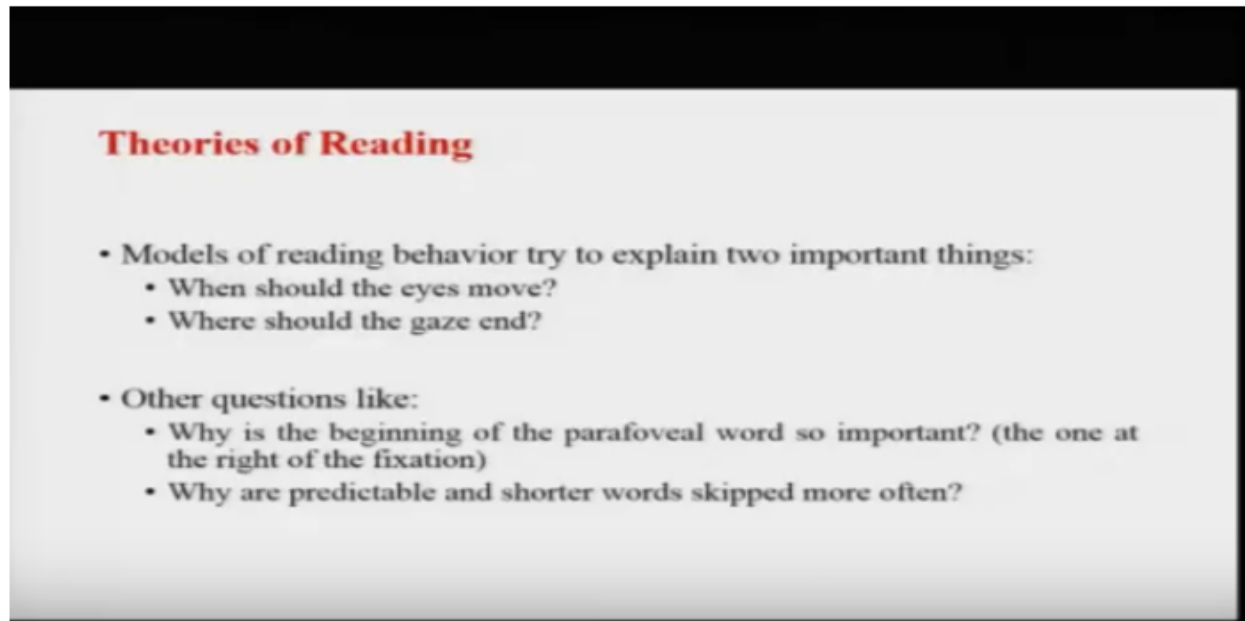 Theories of Reading
• Models of reading behavior try to explain two important things:
• When should the eyes move?
• Where should the gaze end?
• Other questions like:
• Why is the beginning of the parafoveal word so important? (the one at
the right of the fixation)
• Why are predictable and shorter words skipped more often?